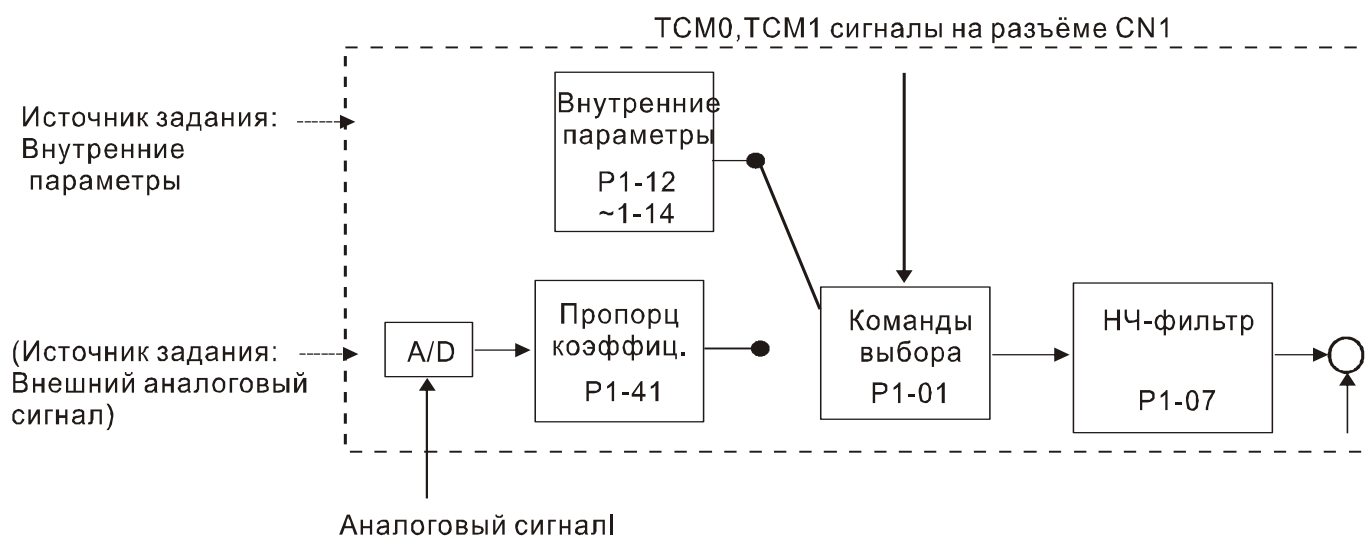 TCM0,TCM1 сигналы на разъёме CN1
Источник задания:
Внутренние
параметры
Внутренние
параметры
P1-12
~1-14
(Источник задания:
Внешний аналоговый
сигнал)
A/D
Пропорц
коэффиц.
P1-41
Команды
выбора
P1-01
НЧ-фильтр
P1-07
Аналоговый сигналI